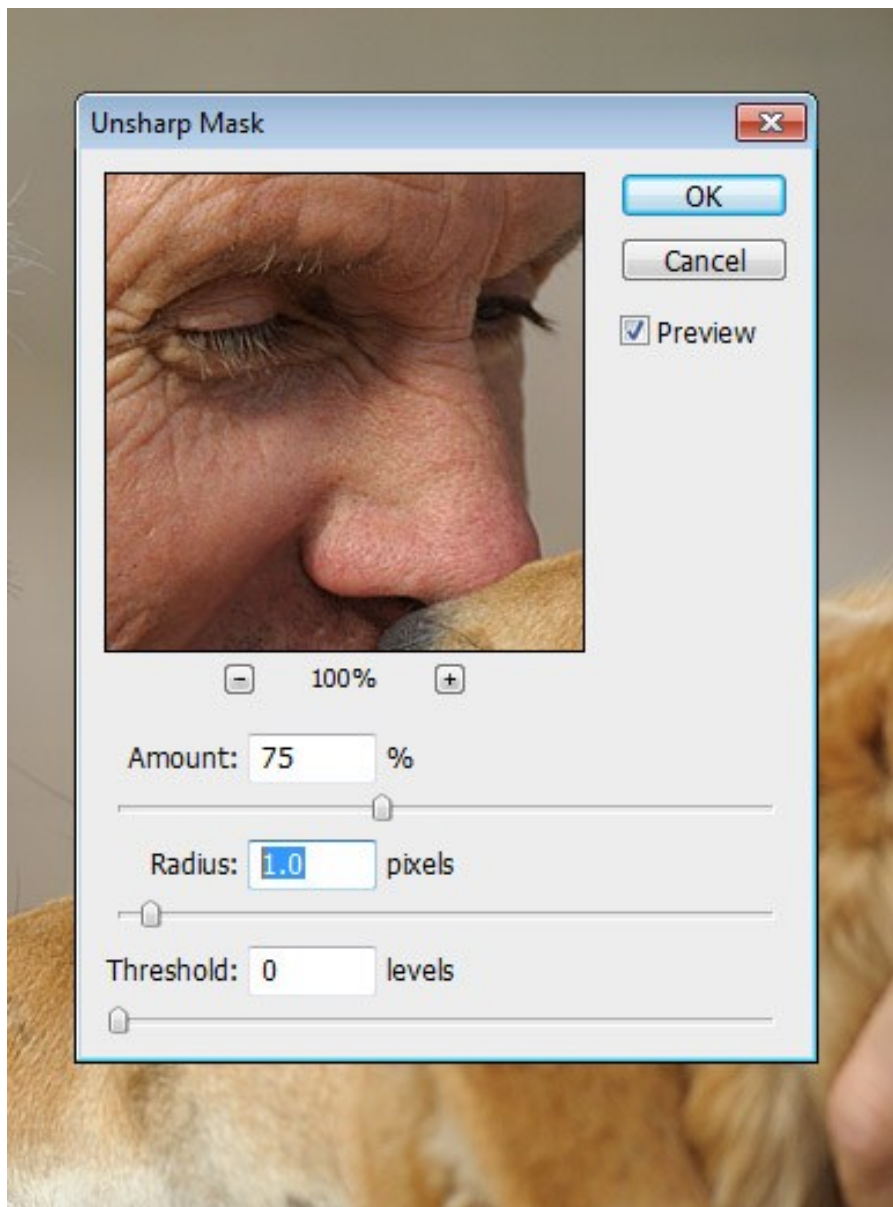 Unsharp Mask
OK
Cancel
Preview
100%
Amount: 75 %
Radius: 1.0 pixels
Threshold: 0 levels